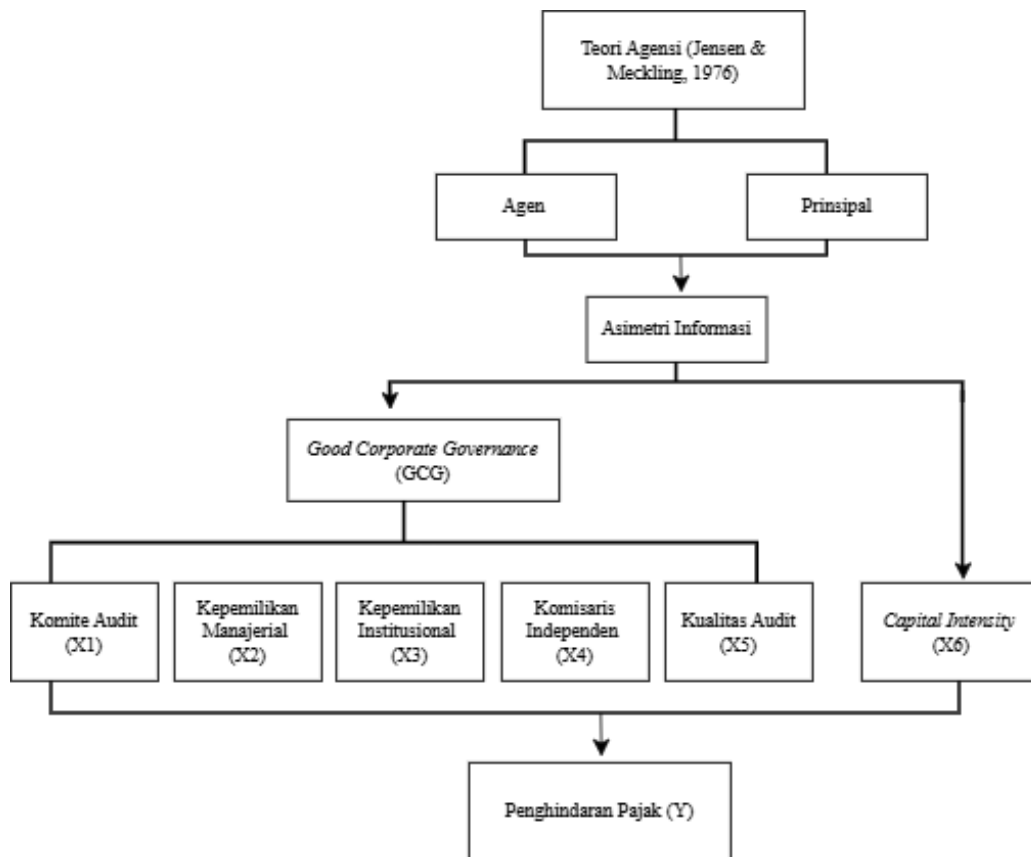 Teori Agensi (Jensen &
Meckling, 1976)
Agen
Prinsipal
Asimetri Informasi
Good Corporate Governance
(GCG)
Komite Audit
(X1)
Kepemilikan
Manajerial
(X2)
Kepemilikan
Institusional
(X3)
Komisaris
Independen
(X4)
Kualitas Audit
(X5)
Capital Intensity
(X6)
Penghindaran Pajak (Y)